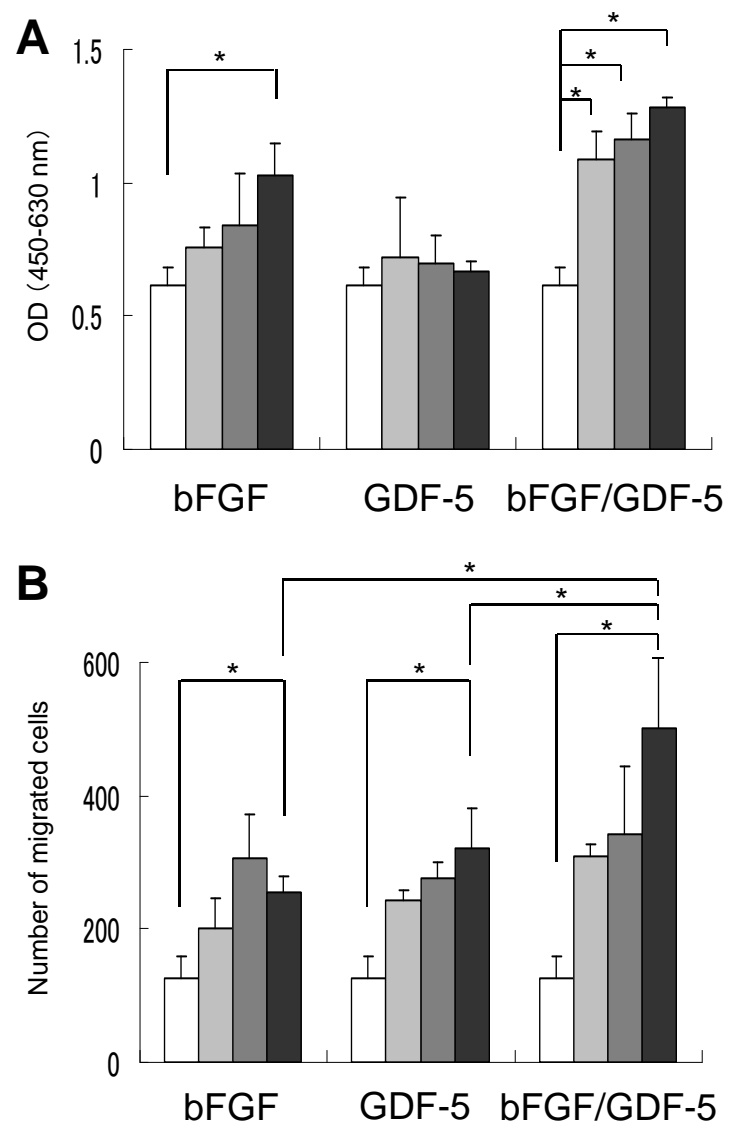 A
*
1.5
*
*
*
1
0.5
0
OD (450-630 nm)
bFGF
GDF-5
bFGF/GDF-5
B
*
*
*
*
*
600
400
200
0
Number of migrated cells
bFGF
GDF-5
bFGF/GDF-5